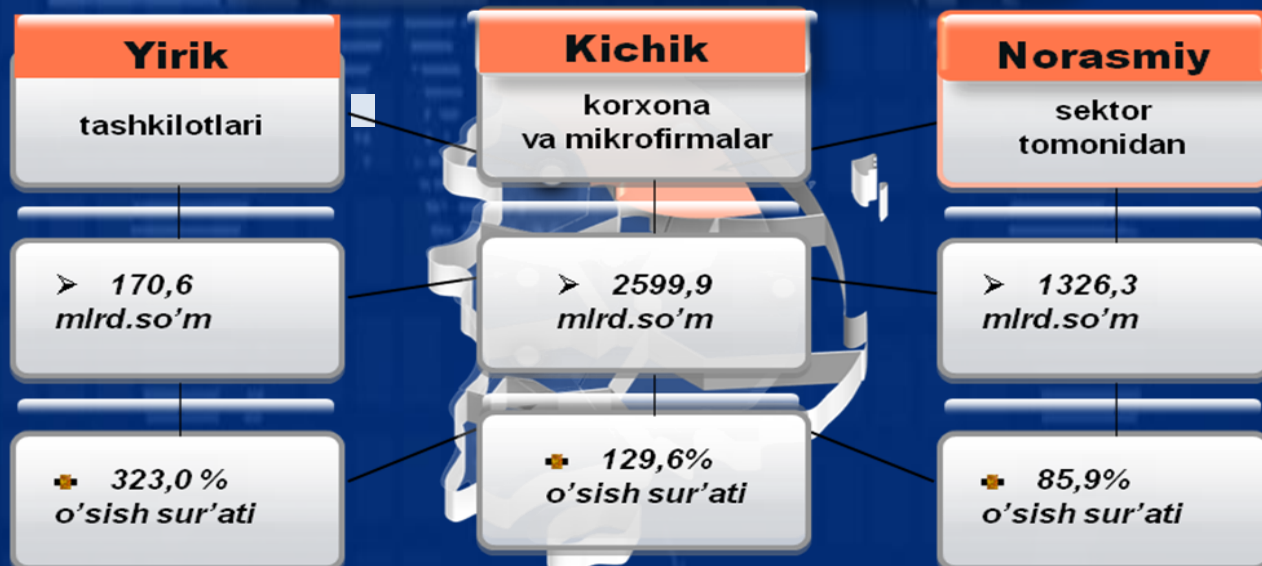 Yirik
tashkilotlari
170,6
mlrd.so’m
323,0 %
o’sish sur’ati
Kichik
korxona
va mikrofirmalar
2599,9
mlrd.so’m
129,6%
o’sish sur’ati
Norasmiy
sektor
tomonidan
1326,3
mlrd.so’m
85,9%
o’sish sur’ati